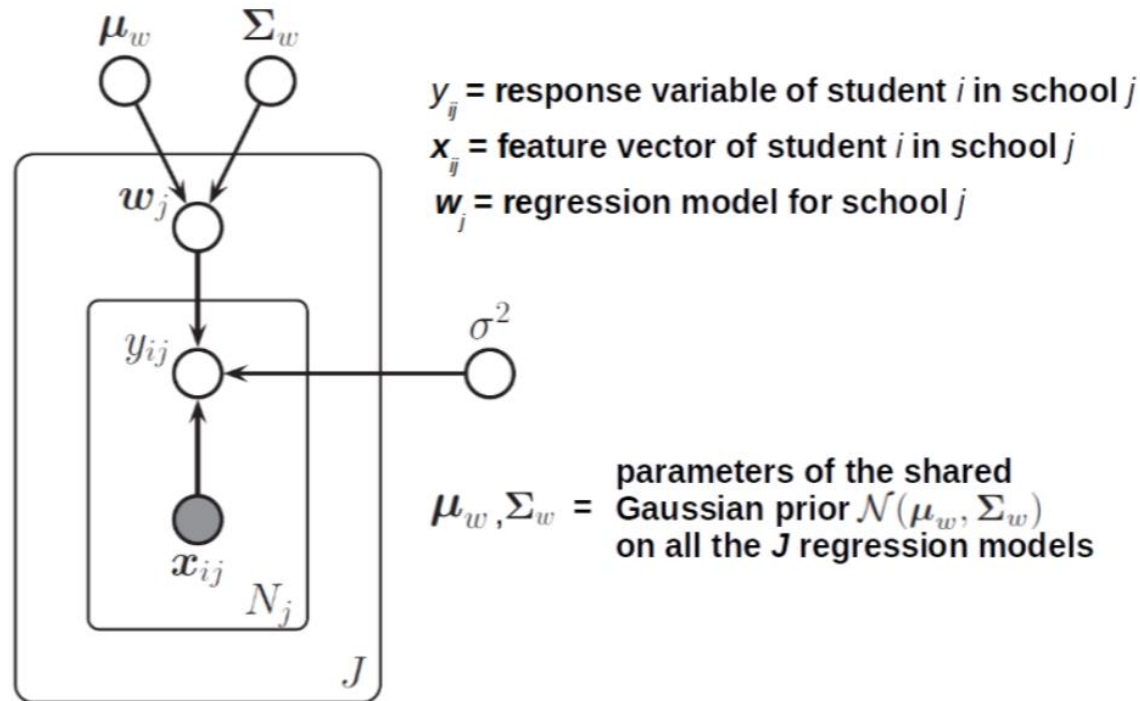 μ_w Σ_w
y_ij = response variable of student i in school j
x_ij = feature vector of student i in school j
w_j
w_j = regression model for school j
y_ij
σ²
x_ij
N_j
J
μ_w, Σ_w = parameters of the shared
Gaussian prior 𝒩(μ_w, Σ_w)
on all the J regression models